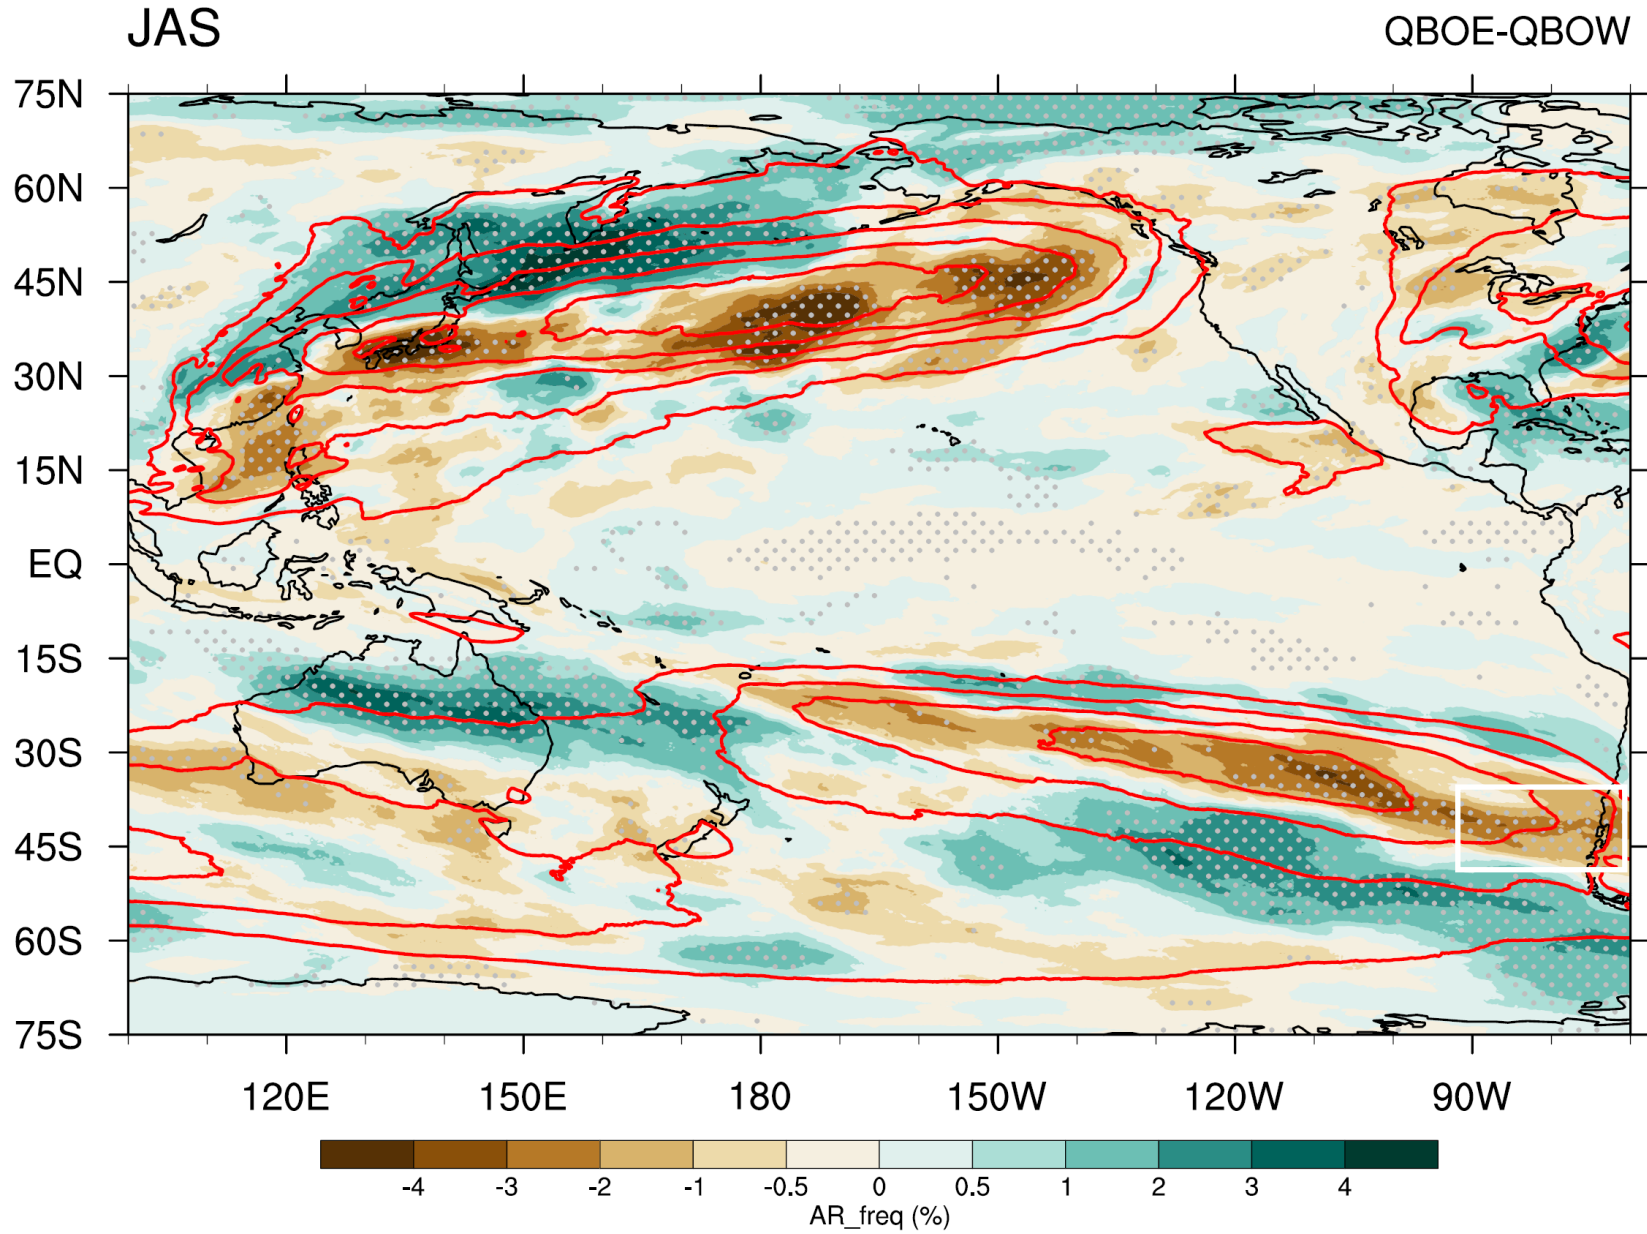 JAS QBOE-QBOW
75N
60N
45N
30N
15N
EQ
15S
30S
45S
60S
75S
120E 150E 180 150W 120W 90W
-4 -3 -2 -1 -0.5 0 0.5 1 2 3 4
AR_freq (%)